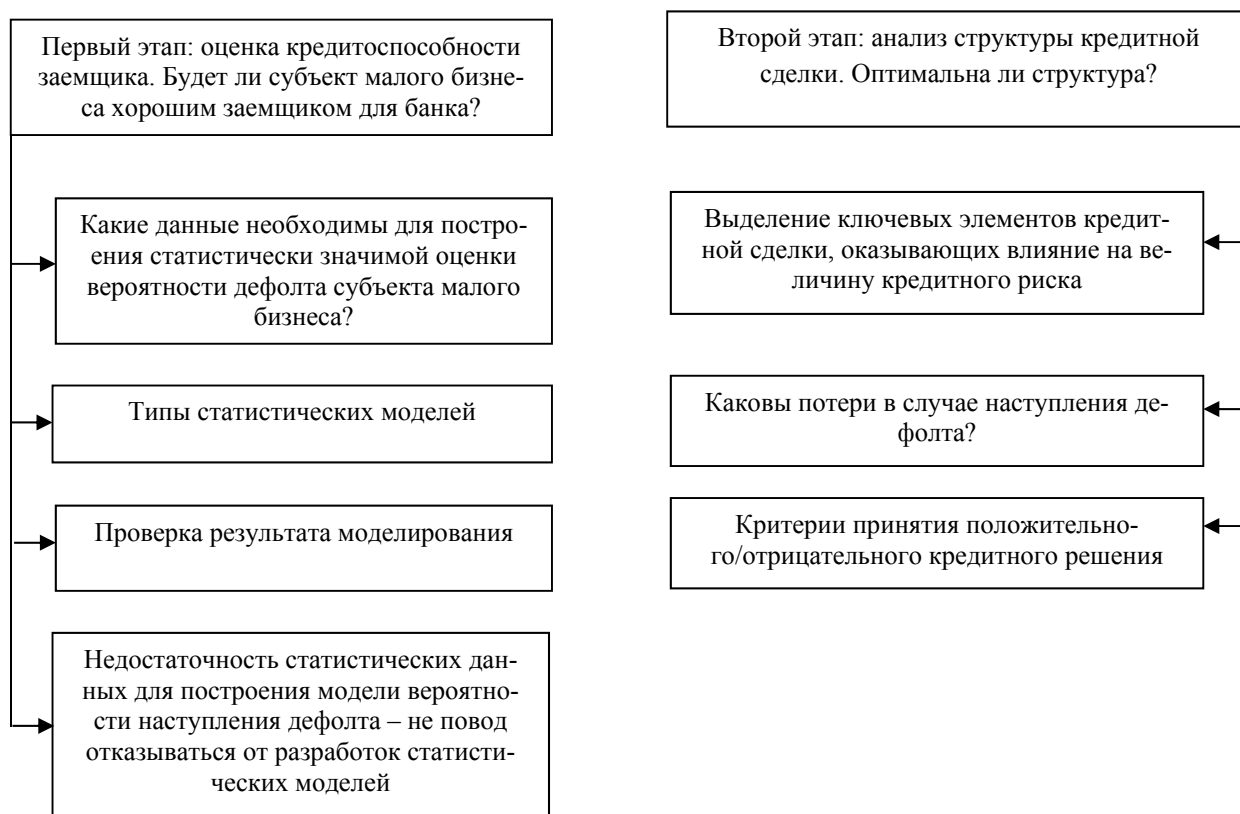 Первый этап: оценка кредитоспособности
заемщика. Будет ли субъект малого бизне-
са хорошим заемщиком для банка?
Какие данные необходимы для постро-
ения статистически значимой оценки
вероятности дефолта субъекта малого
бизнеса?
Типы статистических моделей
Проверка результата моделирования
Недостаточность статистических дан-
ных для построения модели вероятно-
сти наступления дефолта – не повод
отказываться от разработок статисти-
ческих моделей
Второй этап: анализ структуры кредитной
сделки. Оптимальна ли структура?
Выделение ключевых элементов кредит-
ной сделки, оказывающих влияние на ве-
личину кредитного риска
Каковы потери в случае наступления де-
фолта?
Критерии принятия положительно-
го/отрицательного кредитного решения